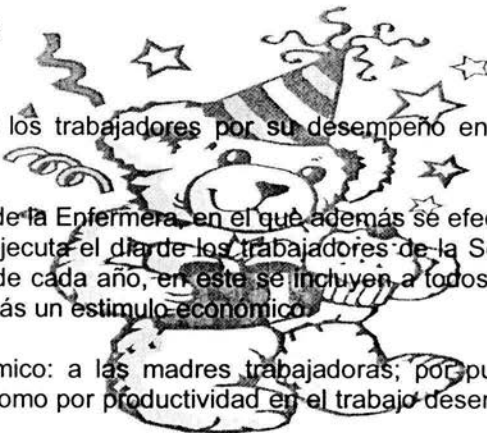 los trabajadores por su desempeño en
de la Enfermera, en el que además se efec
jecuta el día de los trabajadores de la S
de cada año, en este se incluyen a todos
ás un estimulo económico.
mico: a las madres trabajadoras; por pu
omo por productividad en el trabajo deser